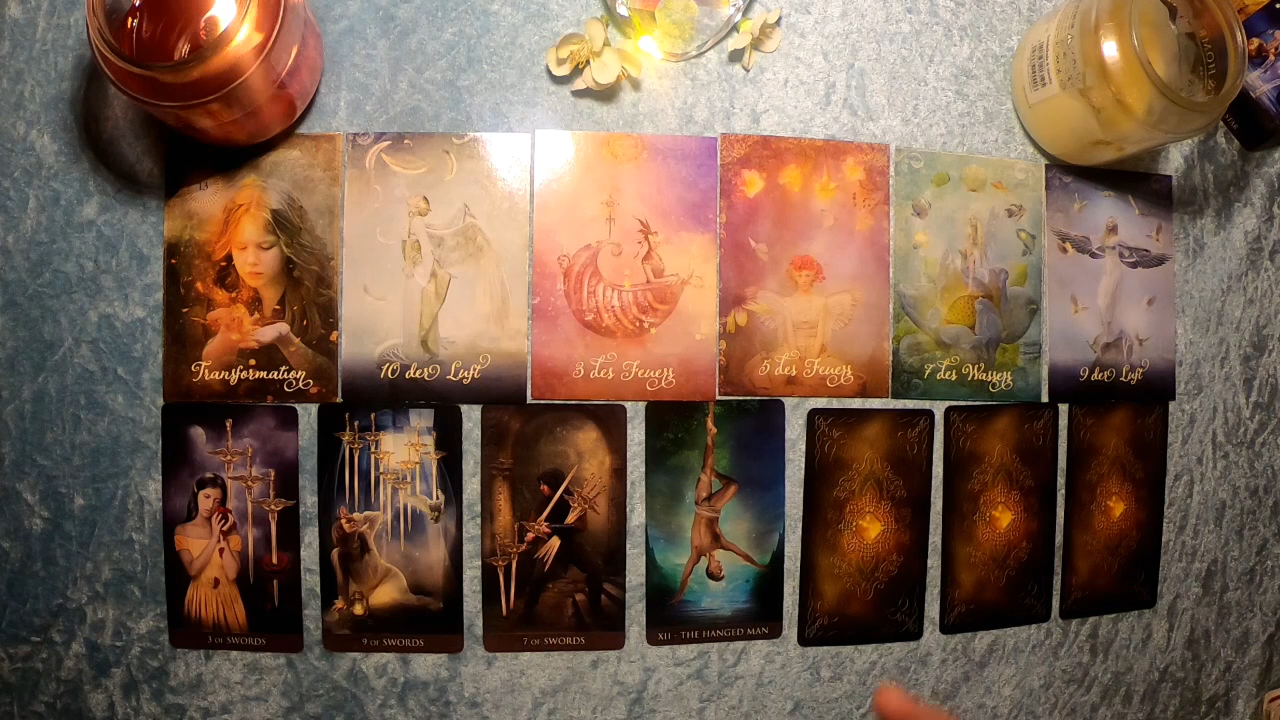 13
Transformation
10 der Luft
3 des Feuers
5 des Feuers
7 des Wassers
9 der Luft
3 OF SWORDS
9 OF SWORDS
7 OF SWORDS
XII - THE HANGED MAN